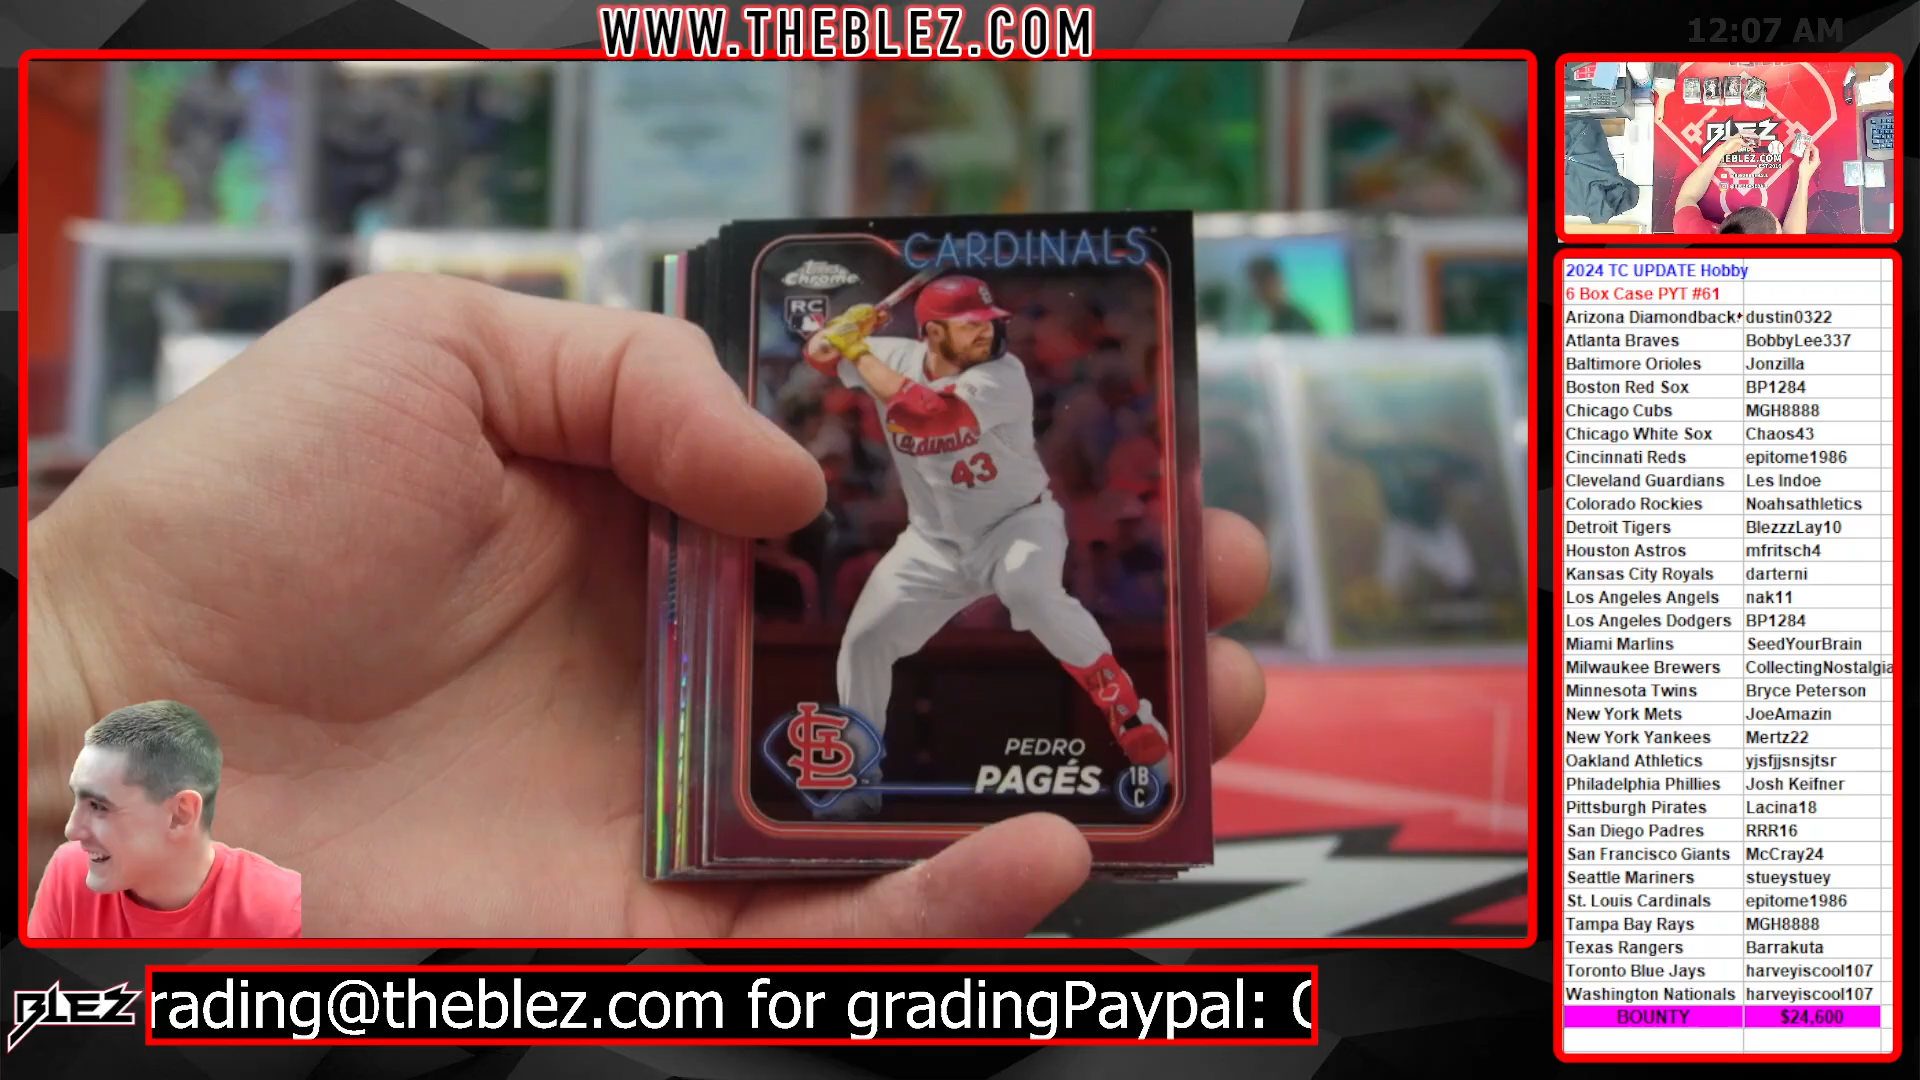 WWW.THEBLEZ.COM
12:07 AM
CARDINALS
Topps Chrome
RC
Cardinals
43
PEDRO
PAGÉS
1B
C
BLEZ
THEBLEZ.COM
2024 TC UPDATE Hobby
6 Box Case PYT #61
Arizona Diamondback dustin0322
Atlanta Braves BobbyLee337
Baltimore Orioles Jonzilla
Boston Red Sox BP1284
Chicago Cubs MGH8888
Chicago White Sox Chaos43
Cincinnati Reds epitome1986
Cleveland Guardians Les Indoe
Colorado Rockies Noahsathletics
Detroit Tigers BlezzzLay10
Houston Astros mfritsch4
Kansas City Royals darterni
Los Angeles Angels nak11
Los Angeles Dodgers BP1284
Miami Marlins SeedYourBrain
Milwaukee Brewers CollectingNostalgia
Minnesota Twins Bryce Peterson
New York Mets JoeAmazin
New York Yankees Mertz22
Oakland Athletics yjsfjjsnsjtsr
Philadelphia Phillies Josh Keifner
Pittsburgh Pirates Lacina18
San Diego Padres RRR16
San Francisco Giants McCray24
Seattle Mariners stueystuey
St. Louis Cardinals epitome1986
Tampa Bay Rays MGH8888
Texas Rangers Barrakuta
Toronto Blue Jays harveyiscool107
Washington Nationals harveyiscool107
BOUNTY $24,600
BLEZ
rading@theblez.com for gradingPaypal: